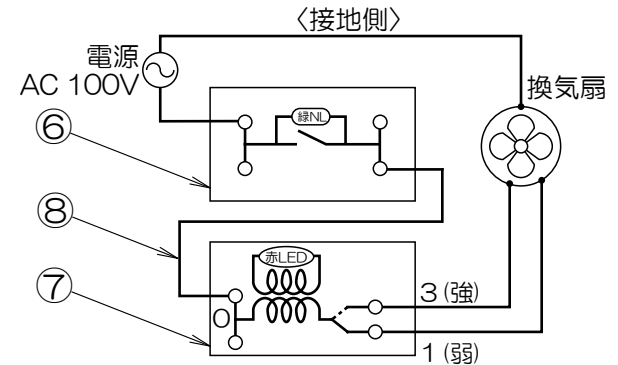 〈接地側〉
電源
AC 100V
換気扇
⑥
緑NL
⑧
赤LED
⑦
0
3 (強)
1 (弱)